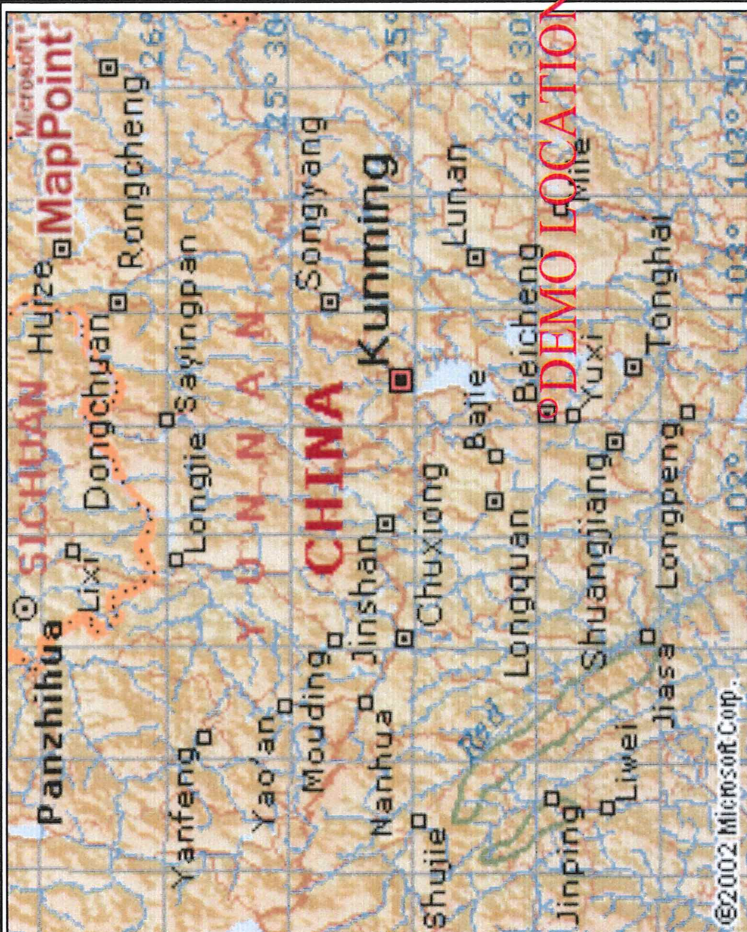 Microsoft®
MapPoint®
SICHUAN
Huize
Panzhihua
Lixi
Dongchuan
Rongcheng
26°
Yanfeng
Longjie
Sayingpan
YUNNAN
Yao'an
25° 30
Mouding
Songyang
CHINA
Jinshan
Kunming
Nanhua
25°
Chuxiong
Shujie
Lunan
Bajie
Red
Longquan
24° 30
Beicheng
DEMO LOCATION
Jinping
Mile
Yuxi
Shuangjiang
Liwei
24°
Tonghai
Jiasa
Longpeng
102°
103°
103° 30
©2002 Microsoft Corp.